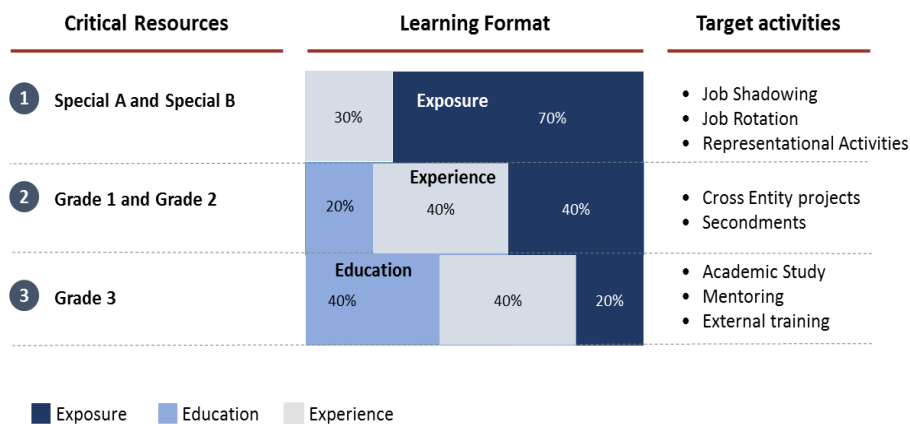 Critical Resources
Learning Format
Target activities
1
Special A and Special B
30%
Exposure
70%
• Job Shadowing
• Job Rotation
• Representational Activities
2
Grade 1 and Grade 2
20%
Experience
40%
40%
• Cross Entity projects
• Secondments
3
Grade 3
Education
40%
40%
20%
• Academic Study
• Mentoring
• External training
Exposure
Education
Experience